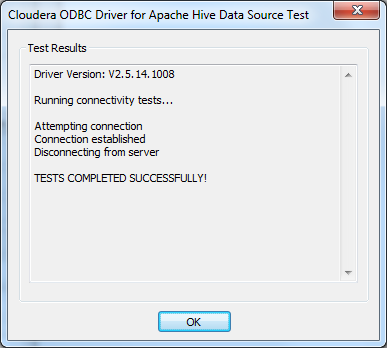 Cloudera ODBC Driver for Apache Hive Data Source Test
Test Results
Driver Version: V2.5.14.1008
Running connectivity tests...
Attempting connection
Connection established
Disconnecting from server
TESTS COMPLETED SUCCESSFULLY!
OK